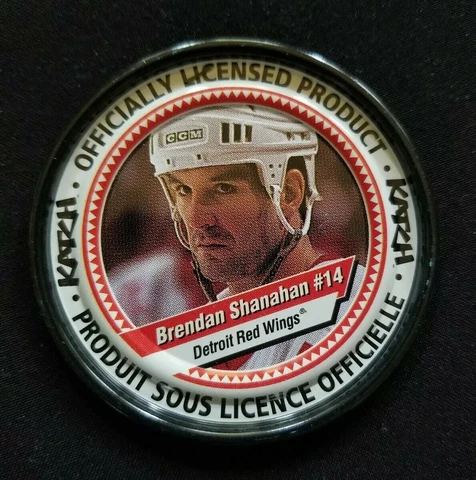 · OFFICIALLY LICENSED PRODUCT ·
KATCH
KATCH
CCM
Brendan Shanahan #14
Detroit Red Wings®
· PRODUIT SOUS LICENCE OFFICIELLE ·